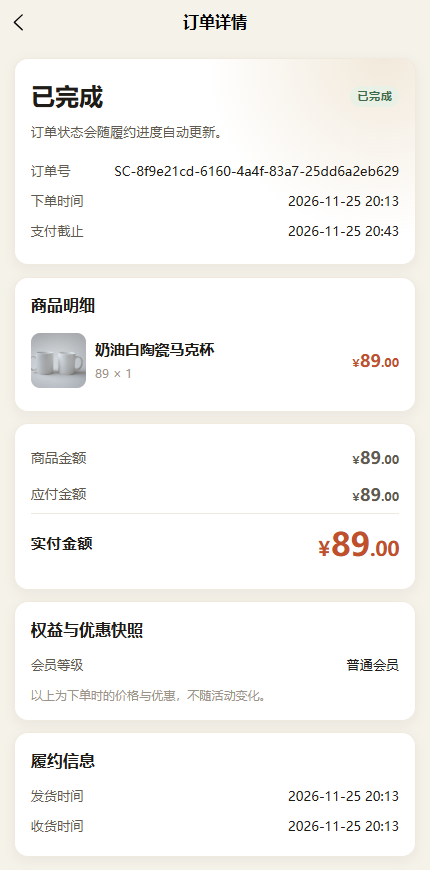 订单详情
已完成
已完成
订单状态会随履约进度自动更新。
订单号 SC-8f9e21cd-6160-4a4f-83a7-25dd6a2eb629
下单时间 2026-11-25 20:13
支付截止 2026-11-25 20:43
商品明细
奶油白陶瓷马克杯
89 × 1
¥89.00
商品金额 ¥89.00
应付金额 ¥89.00
实付金额 ¥89.00
权益与优惠快照
会员等级 普通会员
以上为下单时的价格与优惠，不随活动变化。
履约信息
发货时间 2026-11-25 20:13
收货时间 2026-11-25 20:13